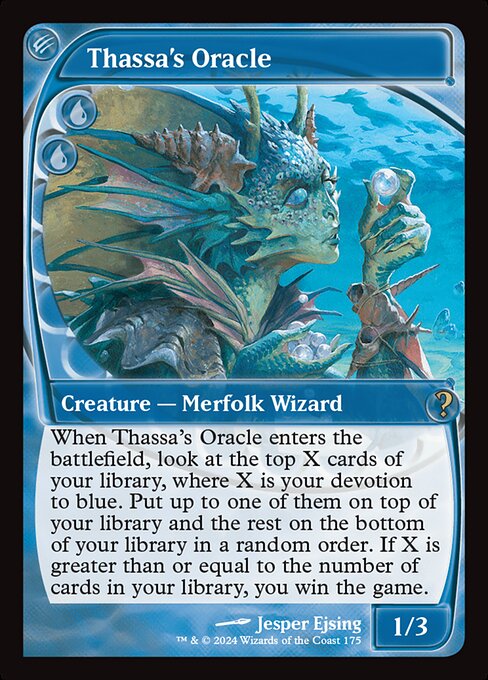 Thassa's Oracle
Creature — Merfolk Wizard
When Thassa's Oracle enters the
battlefield, look at the top X cards of
your library, where X is your devotion
to blue. Put up to one of them on top of
your library and the rest on the bottom
of your library in a random order. If X is
greater than or equal to the number of
cards in your library, you win the game.
Jesper Ejsing
™ & © 2024 Wizards of the Coast 175
1/3